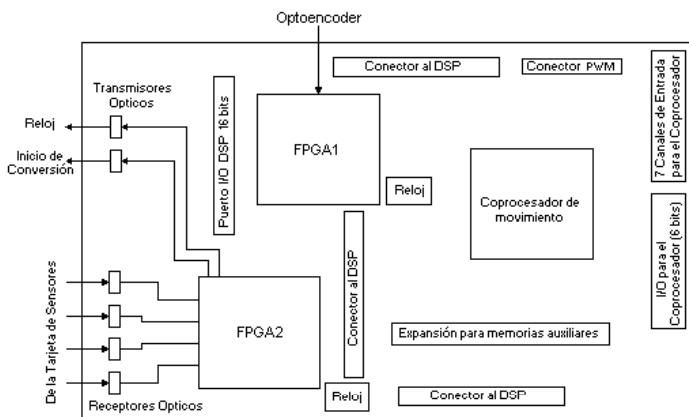 Optoencoder
Conector al DSP
Conector PWM
Transmisores
Opticos
Reloj
Inicio de
Conversión
Puerto I/O DSP 16 bits
FPGA1
Reloj
Coprocesador de
movimiento
7 Canales de Entrada
para el Coprocesador
I/O para el
Coprocesador (6 bits)
Conector al DSP
De la Tarjeta de Sensores
FPGA2
Expansión para memorias auxiliares
Reloj
Conector al DSP
Receptores Opticos